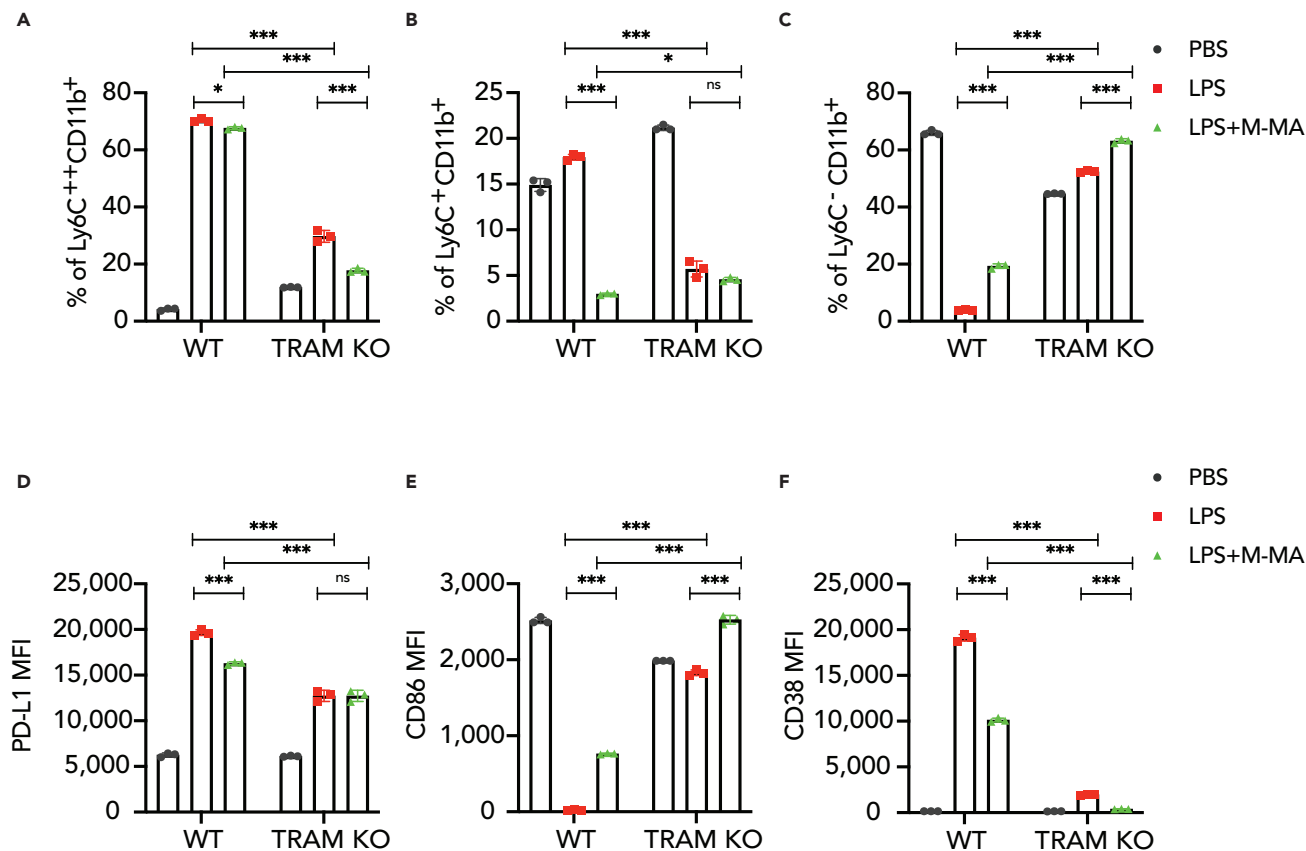 A
B
C
***
***
*
***
% of Ly6C++CD11b+
80
60
40
20
0
WT
TRAM KO
***
*
***
ns
% of Ly6C+CD11b+
25
20
15
10
5
0
WT
TRAM KO
***
***
***
***
% of Ly6C- CD11b+
80
60
40
20
0
WT
TRAM KO
PBS
LPS
LPS+M-MA
D
E
F
***
***
***
ns
PD-L1 MFI
25,000
20,000
15,000
10,000
5,000
0
WT
TRAM KO
***
***
***
***
CD86 MFI
3,000
2,000
1,000
0
WT
TRAM KO
***
***
***
***
CD38 MFI
25,000
20,000
15,000
10,000
5,000
0
WT
TRAM KO
PBS
LPS
LPS+M-MA